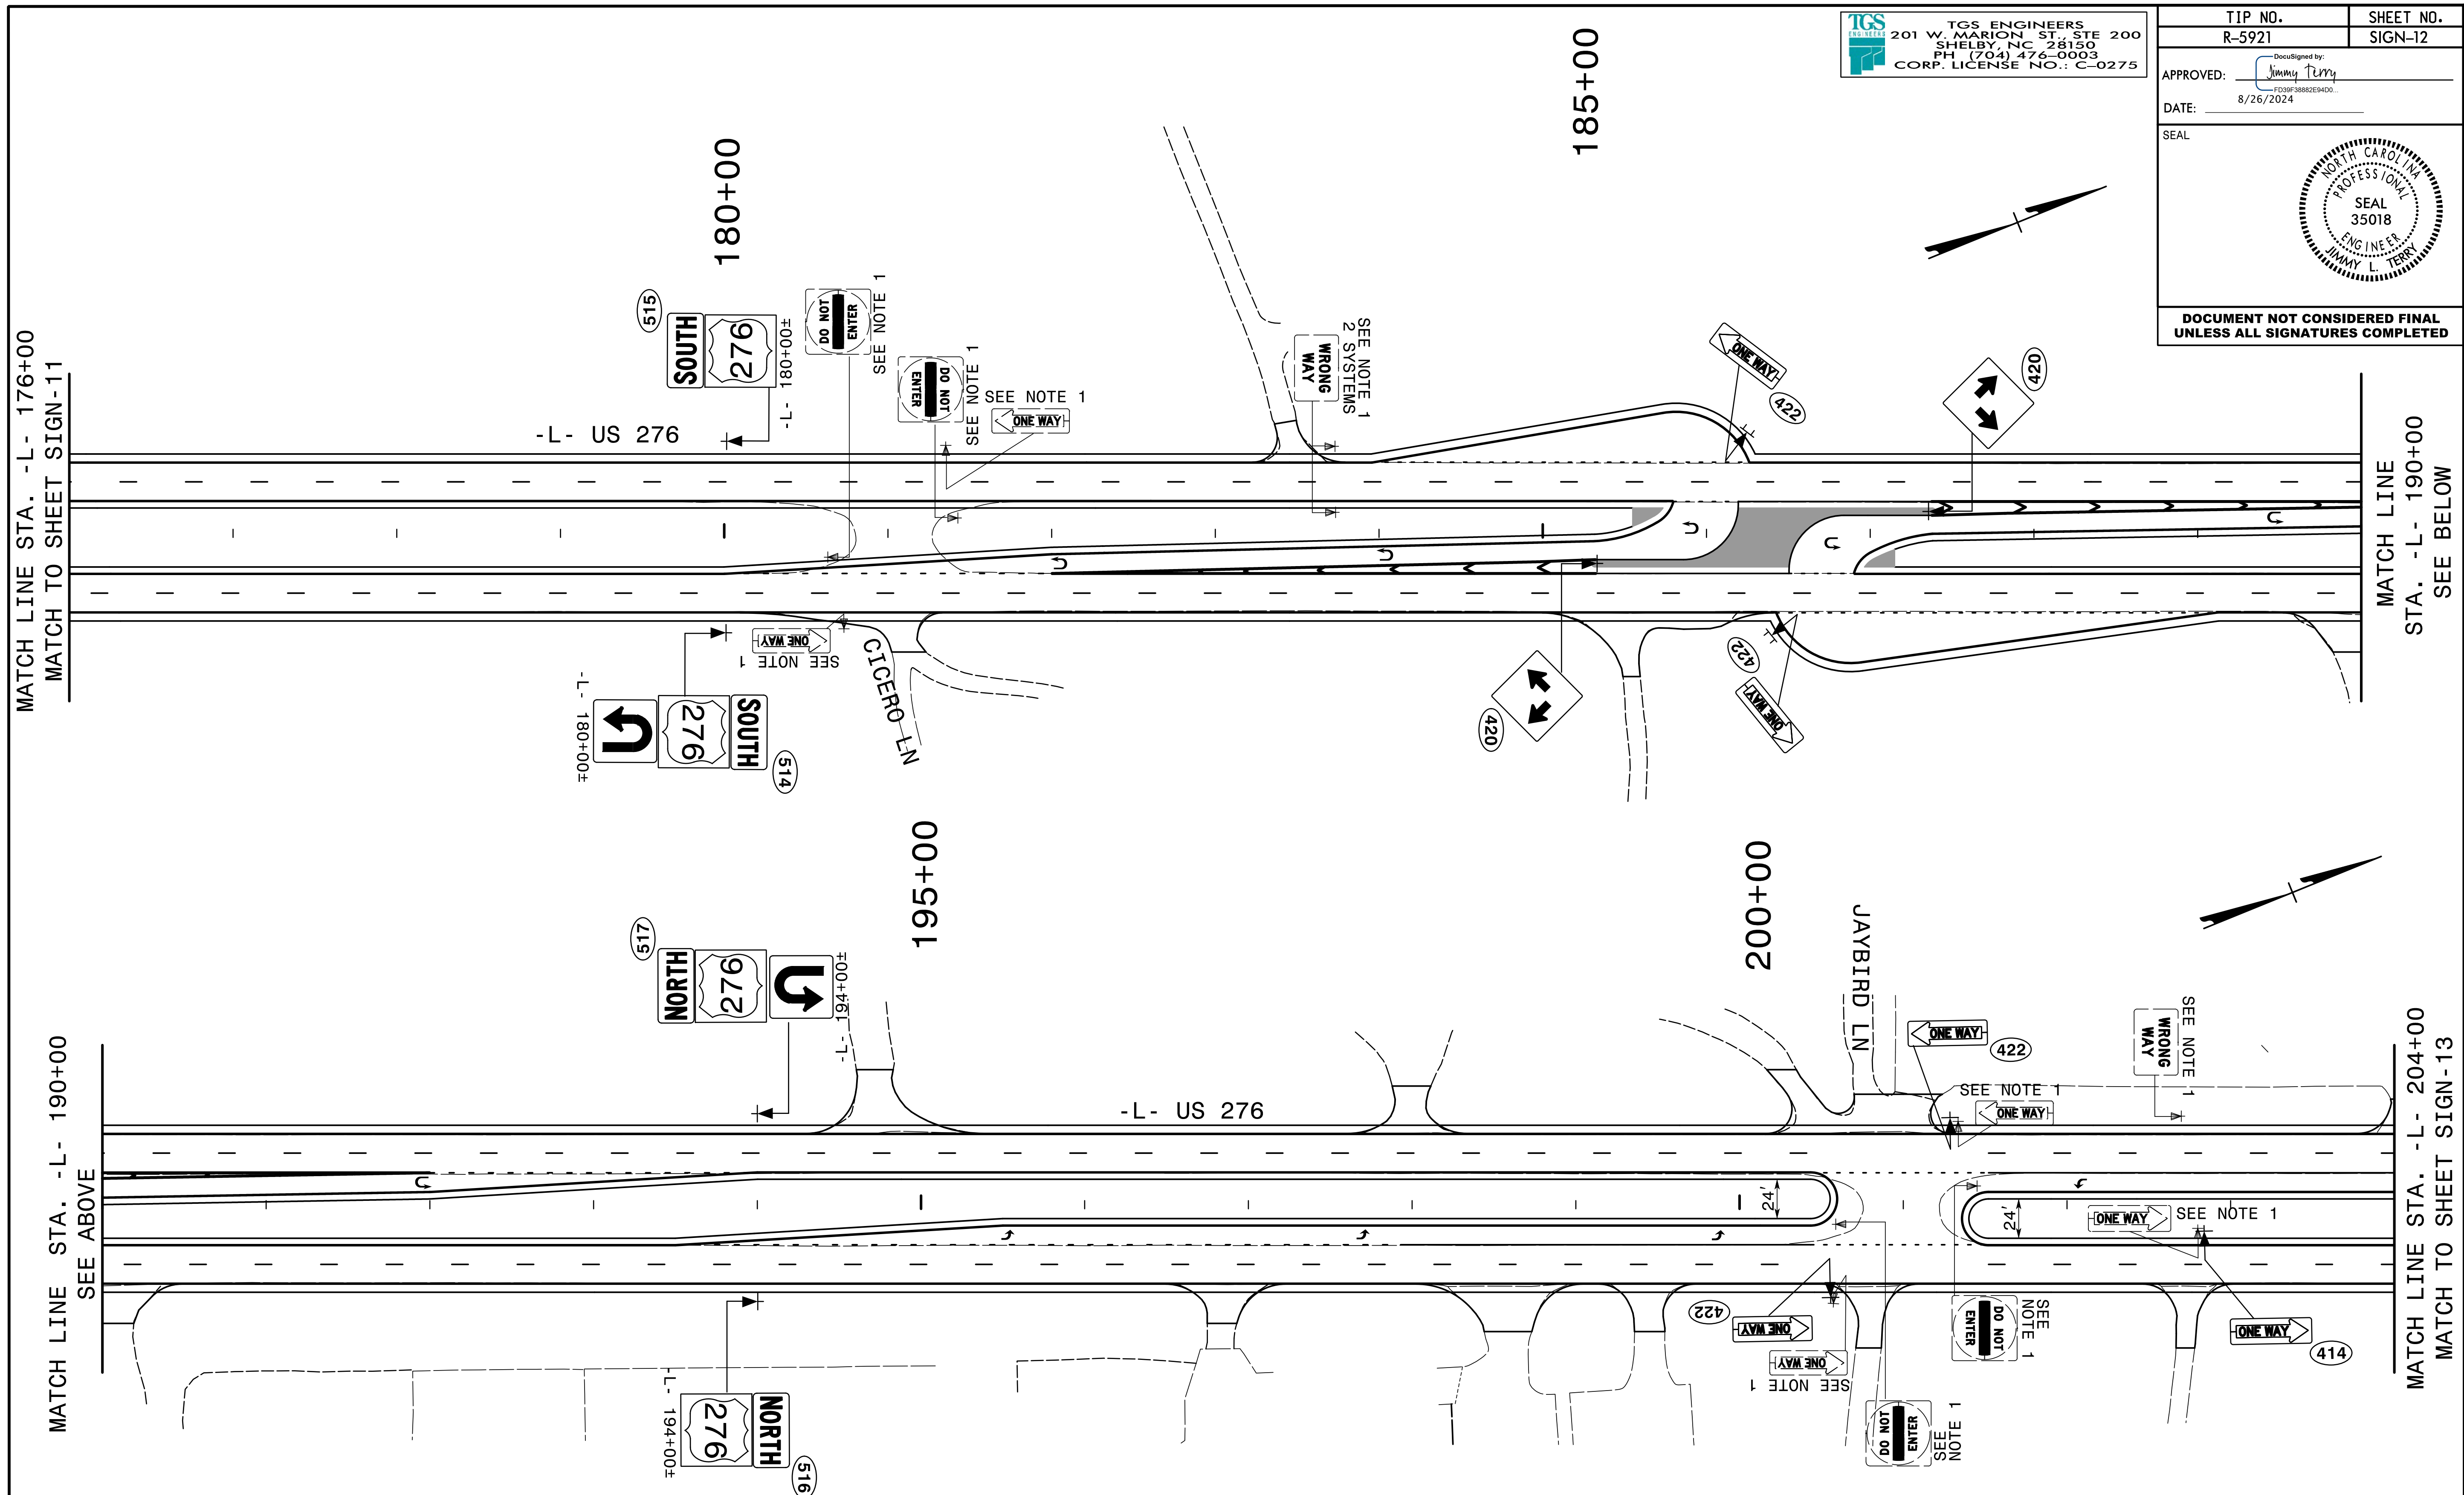 TGS
ENGINEERS
TGS ENGINEERS
201 W. MARION ST., STE 200
SHELBY, NC 28150
PH (704) 476–0003
CORP. LICENSE NO.: C–0275
TIP NO.
SHEET NO.
R–5921
SIGN–12
APPROVED:
DocuSigned by:
Jimmy Terry
FD39F38882E94D0...
DATE:
8/26/2024
SEAL
NORTH CAROLINA
PROFESSIONAL
SEAL
35018
ENGINEER
JIMMY L. TERRY
DOCUMENT NOT CONSIDERED FINAL
UNLESS ALL SIGNATURES COMPLETED
MATCH LINE STA. -L- 176+00
MATCH TO SHEET SIGN-11
180+00
185+00
515
SOUTH
276
-L- 180+00±
DO NOT
ENTER
SEE NOTE 1
DO NOT
ENTER
SEE NOTE 1
SEE NOTE 1
ONE WAY
WRONG
WAY
SEE NOTE 1
2 SYSTEMS
ONE WAY
422
420
-L- US 276
MATCH LINE
STA. -L- 190+00
SEE BELOW
ONE WAY
SEE NOTE 1
CICERO LN
-L- 180+00±
276
SOUTH
514
420
422
ONE WAY
195+00
200+00
517
NORTH
276
-L- 194+00±
JAYBIRD LN
ONE WAY
422
SEE NOTE 1
ONE WAY
WRONG
WAY
SEE NOTE 1
MATCH LINE STA. -L- 190+00
SEE ABOVE
-L- US 276
24'
24'
ONE WAY
SEE NOTE 1
MATCH LINE STA. -L- 204+00
MATCH TO SHEET SIGN-13
422
ONE WAY
ONE WAY
SEE NOTE 1
DO NOT
ENTER
SEE
NOTE 1
ONE WAY
414
-L- 194+00±
276
NORTH
516
DO NOT
ENTER
SEE
NOTE 1